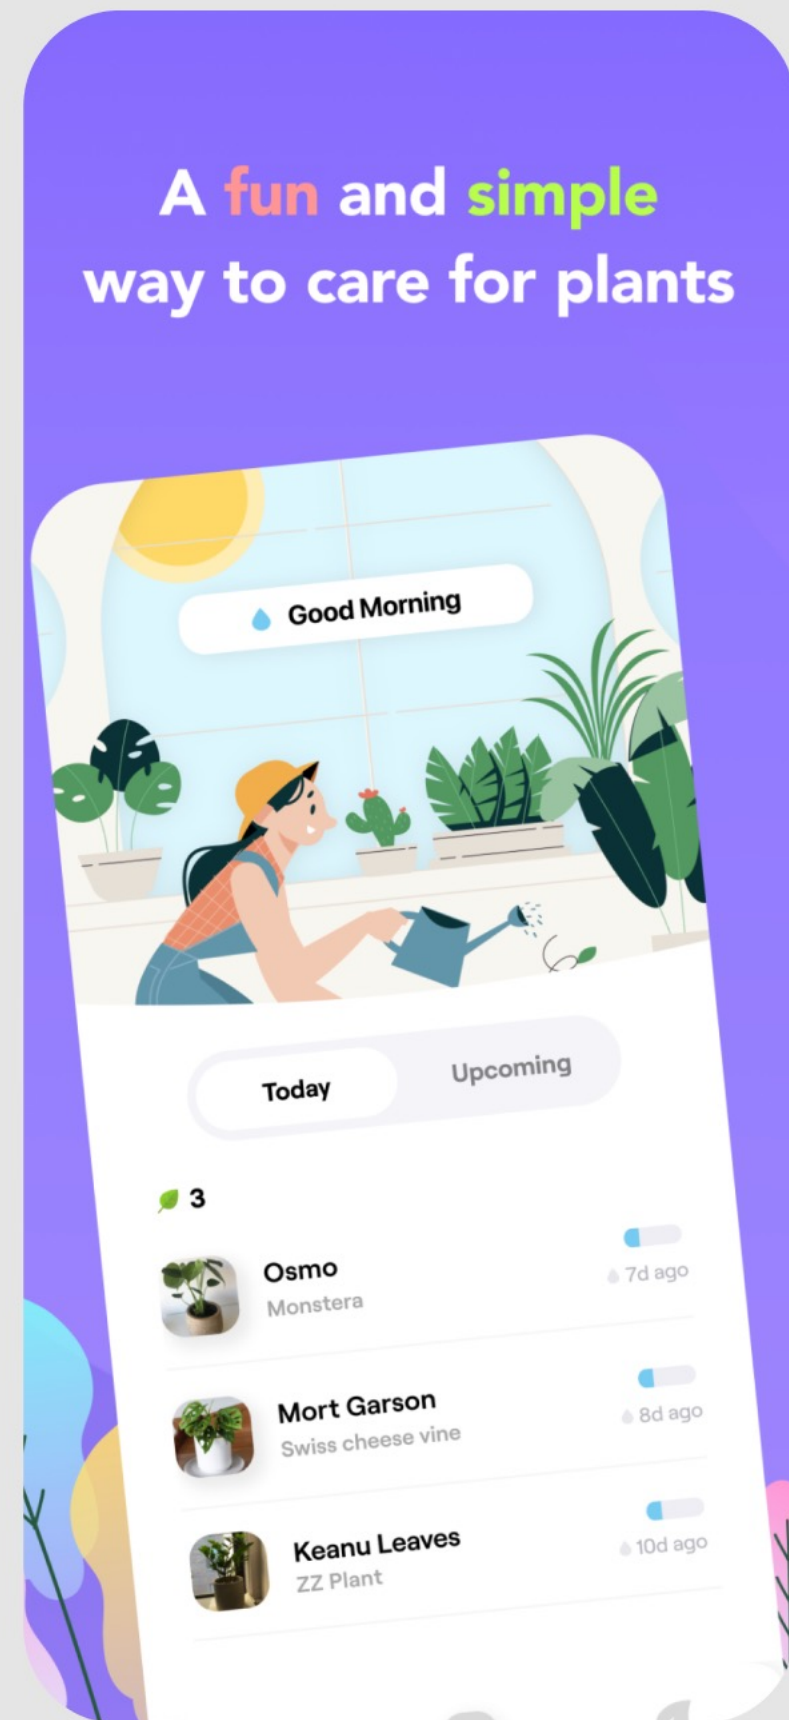 A fun and simple
way to care for plants
Good Morning
Today
Upcoming
3
Osmo
Monstera
7d ago
Mort Garson
Swiss cheese vine
8d ago
Keanu Leaves
ZZ Plant
10d ago